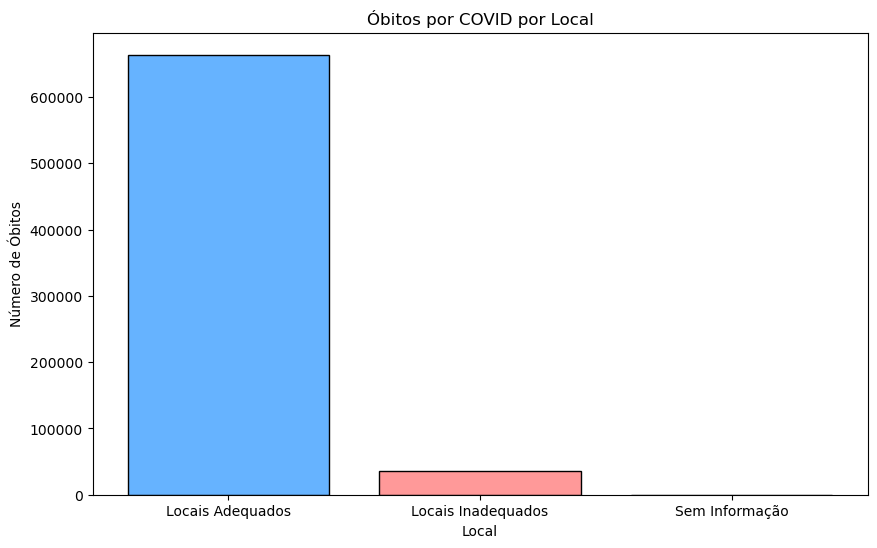 Óbitos por COVID por Local
Número de Óbitos
600000
500000
400000
300000
200000
100000
0
Locais Adequados
Locais Inadequados
Sem Informação
Local